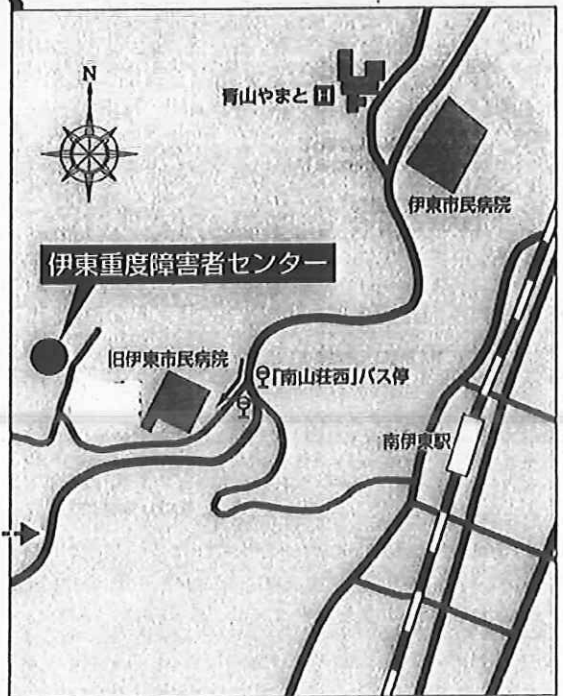 N
青山やまと H
伊東市民病院
伊東重度障害者センター
旧伊東市民病院
「南山荘西」バス停
南伊東駅